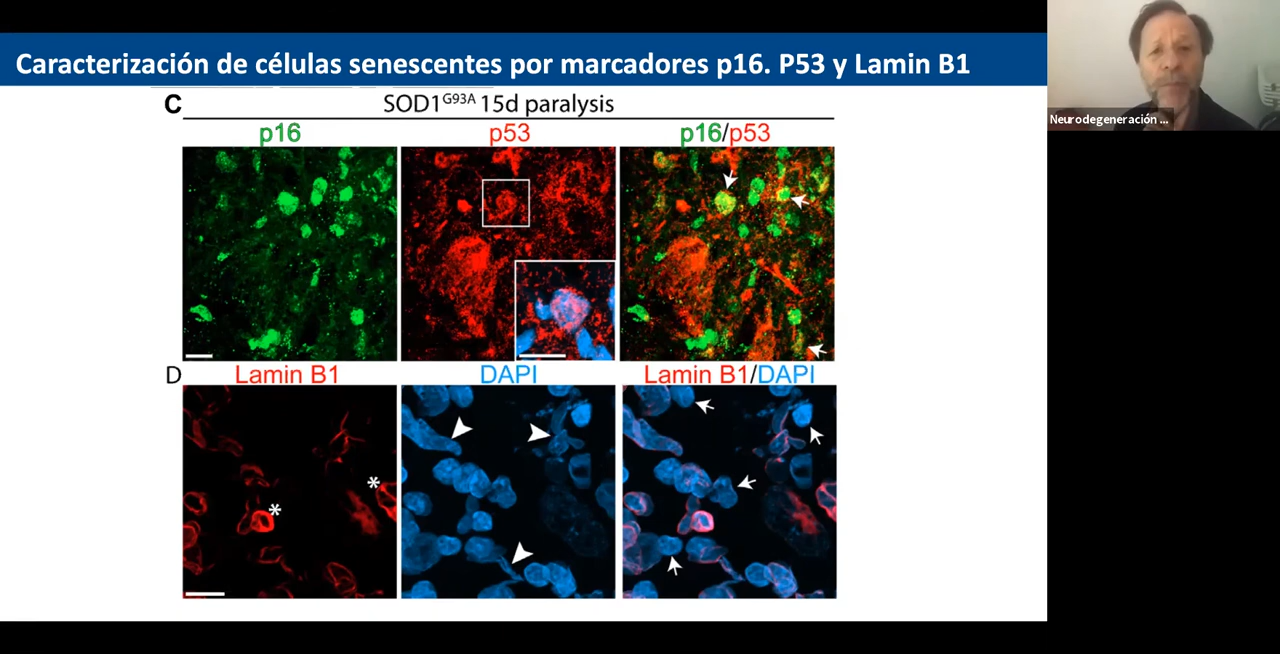 Caracterización de células senescentes por marcadores p16. P53 y Lamin B1
Neurodegeneración ...
C
SOD1G93A 15d paralysis
p16
p53
p16/p53
D
Lamin B1
DAPI
Lamin B1/DAPI
*
*